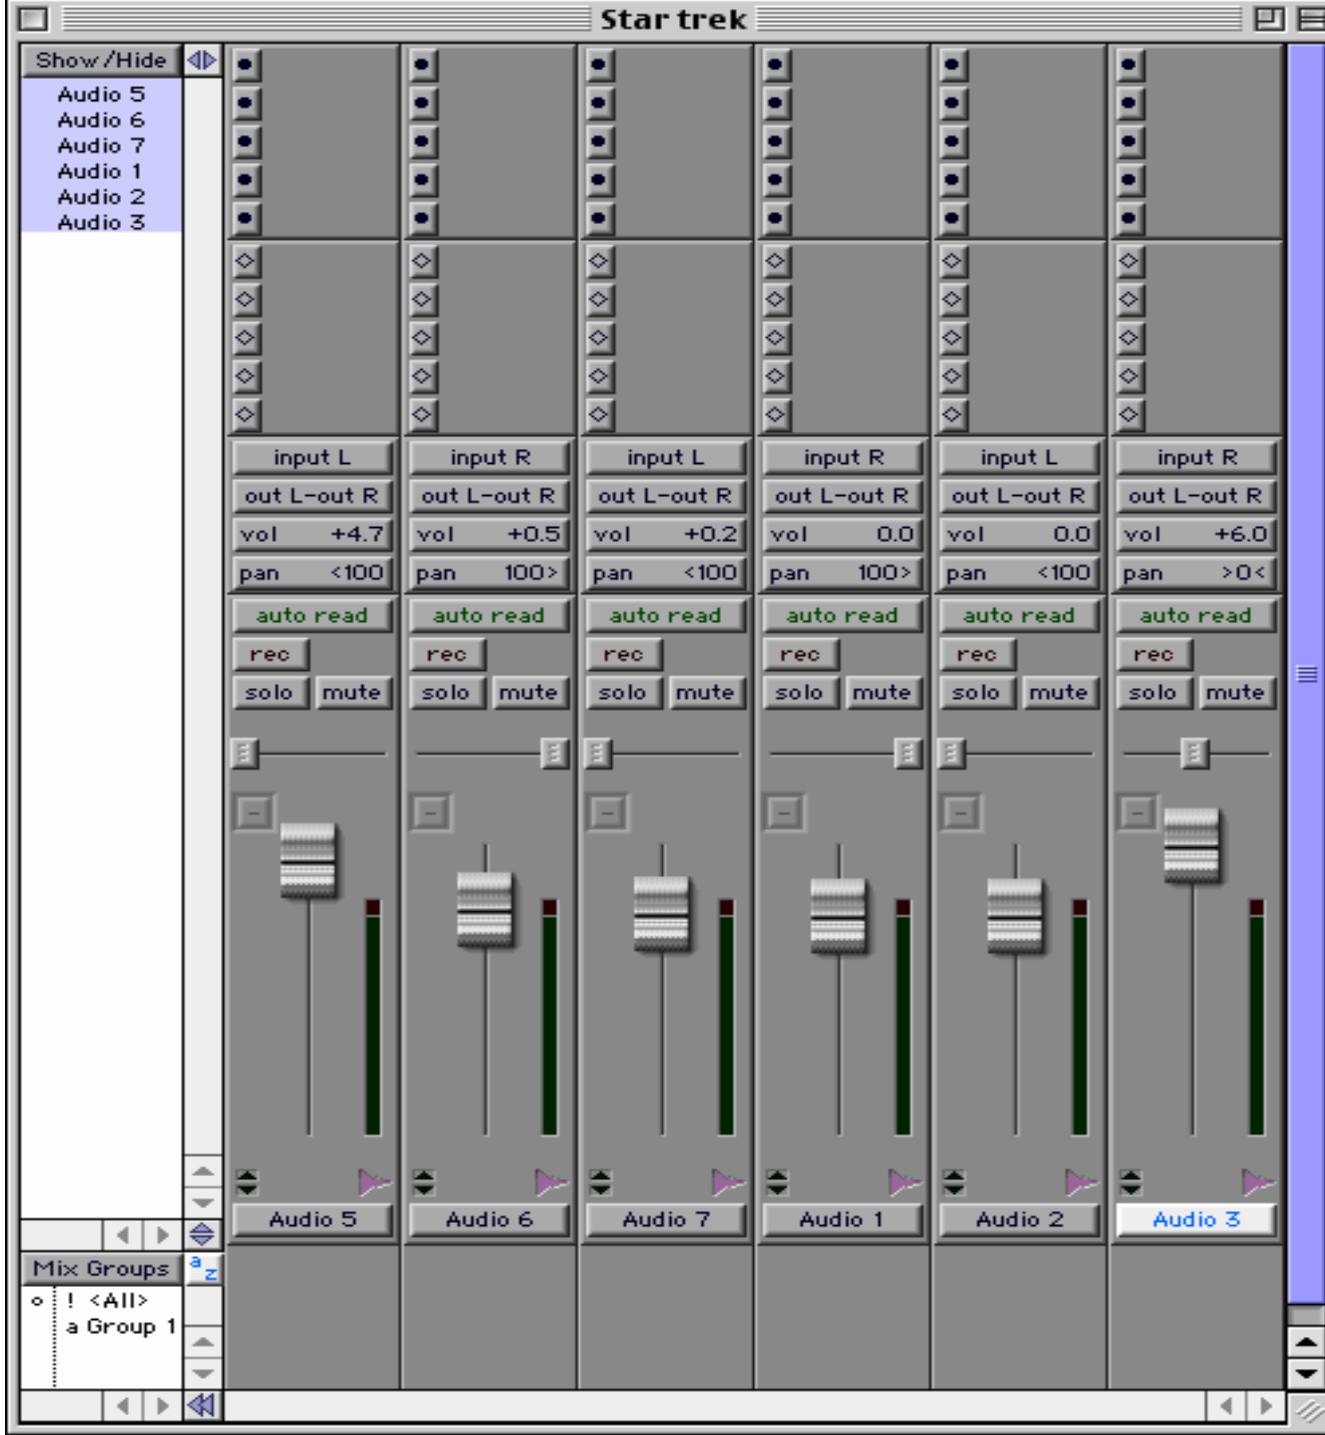 Star trek
Show/Hide
Audio 5
Audio 6
Audio 7
Audio 1
Audio 2
Audio 3
input L input R input L input R input L input R
out L-out R out L-out R out L-out R out L-out R out L-out R out L-out R
vol +4.7 vol +0.5 vol +0.2 vol 0.0 vol 0.0 vol +6.0
pan <100 pan 100> pan <100 pan 100> pan <100 pan >0<
auto read auto read auto read auto read auto read auto read
rec rec rec rec rec rec
solo mute solo mute solo mute solo mute solo mute solo mute
Audio 5 Audio 6 Audio 7 Audio 1 Audio 2 Audio 3
Mix Groups a z
! <All>
a Group 1